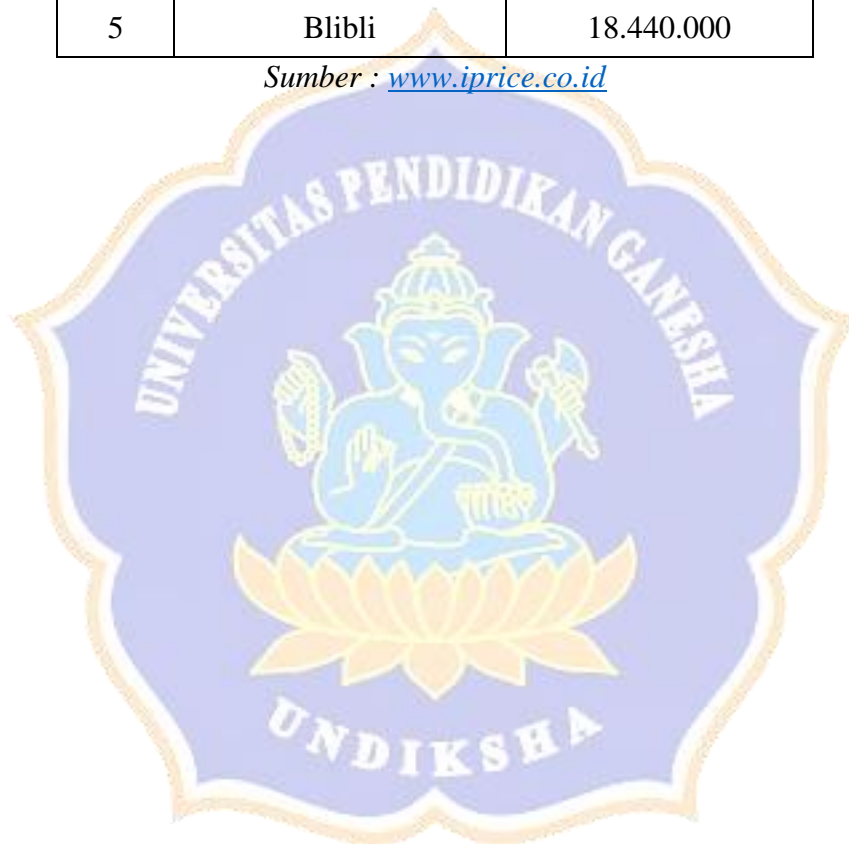 5 Blibli 18.440.000
Sumber : www.iprice.co.id
UNIVERSITAS PENDIDIKAN GANESHA
UNDIKSHA